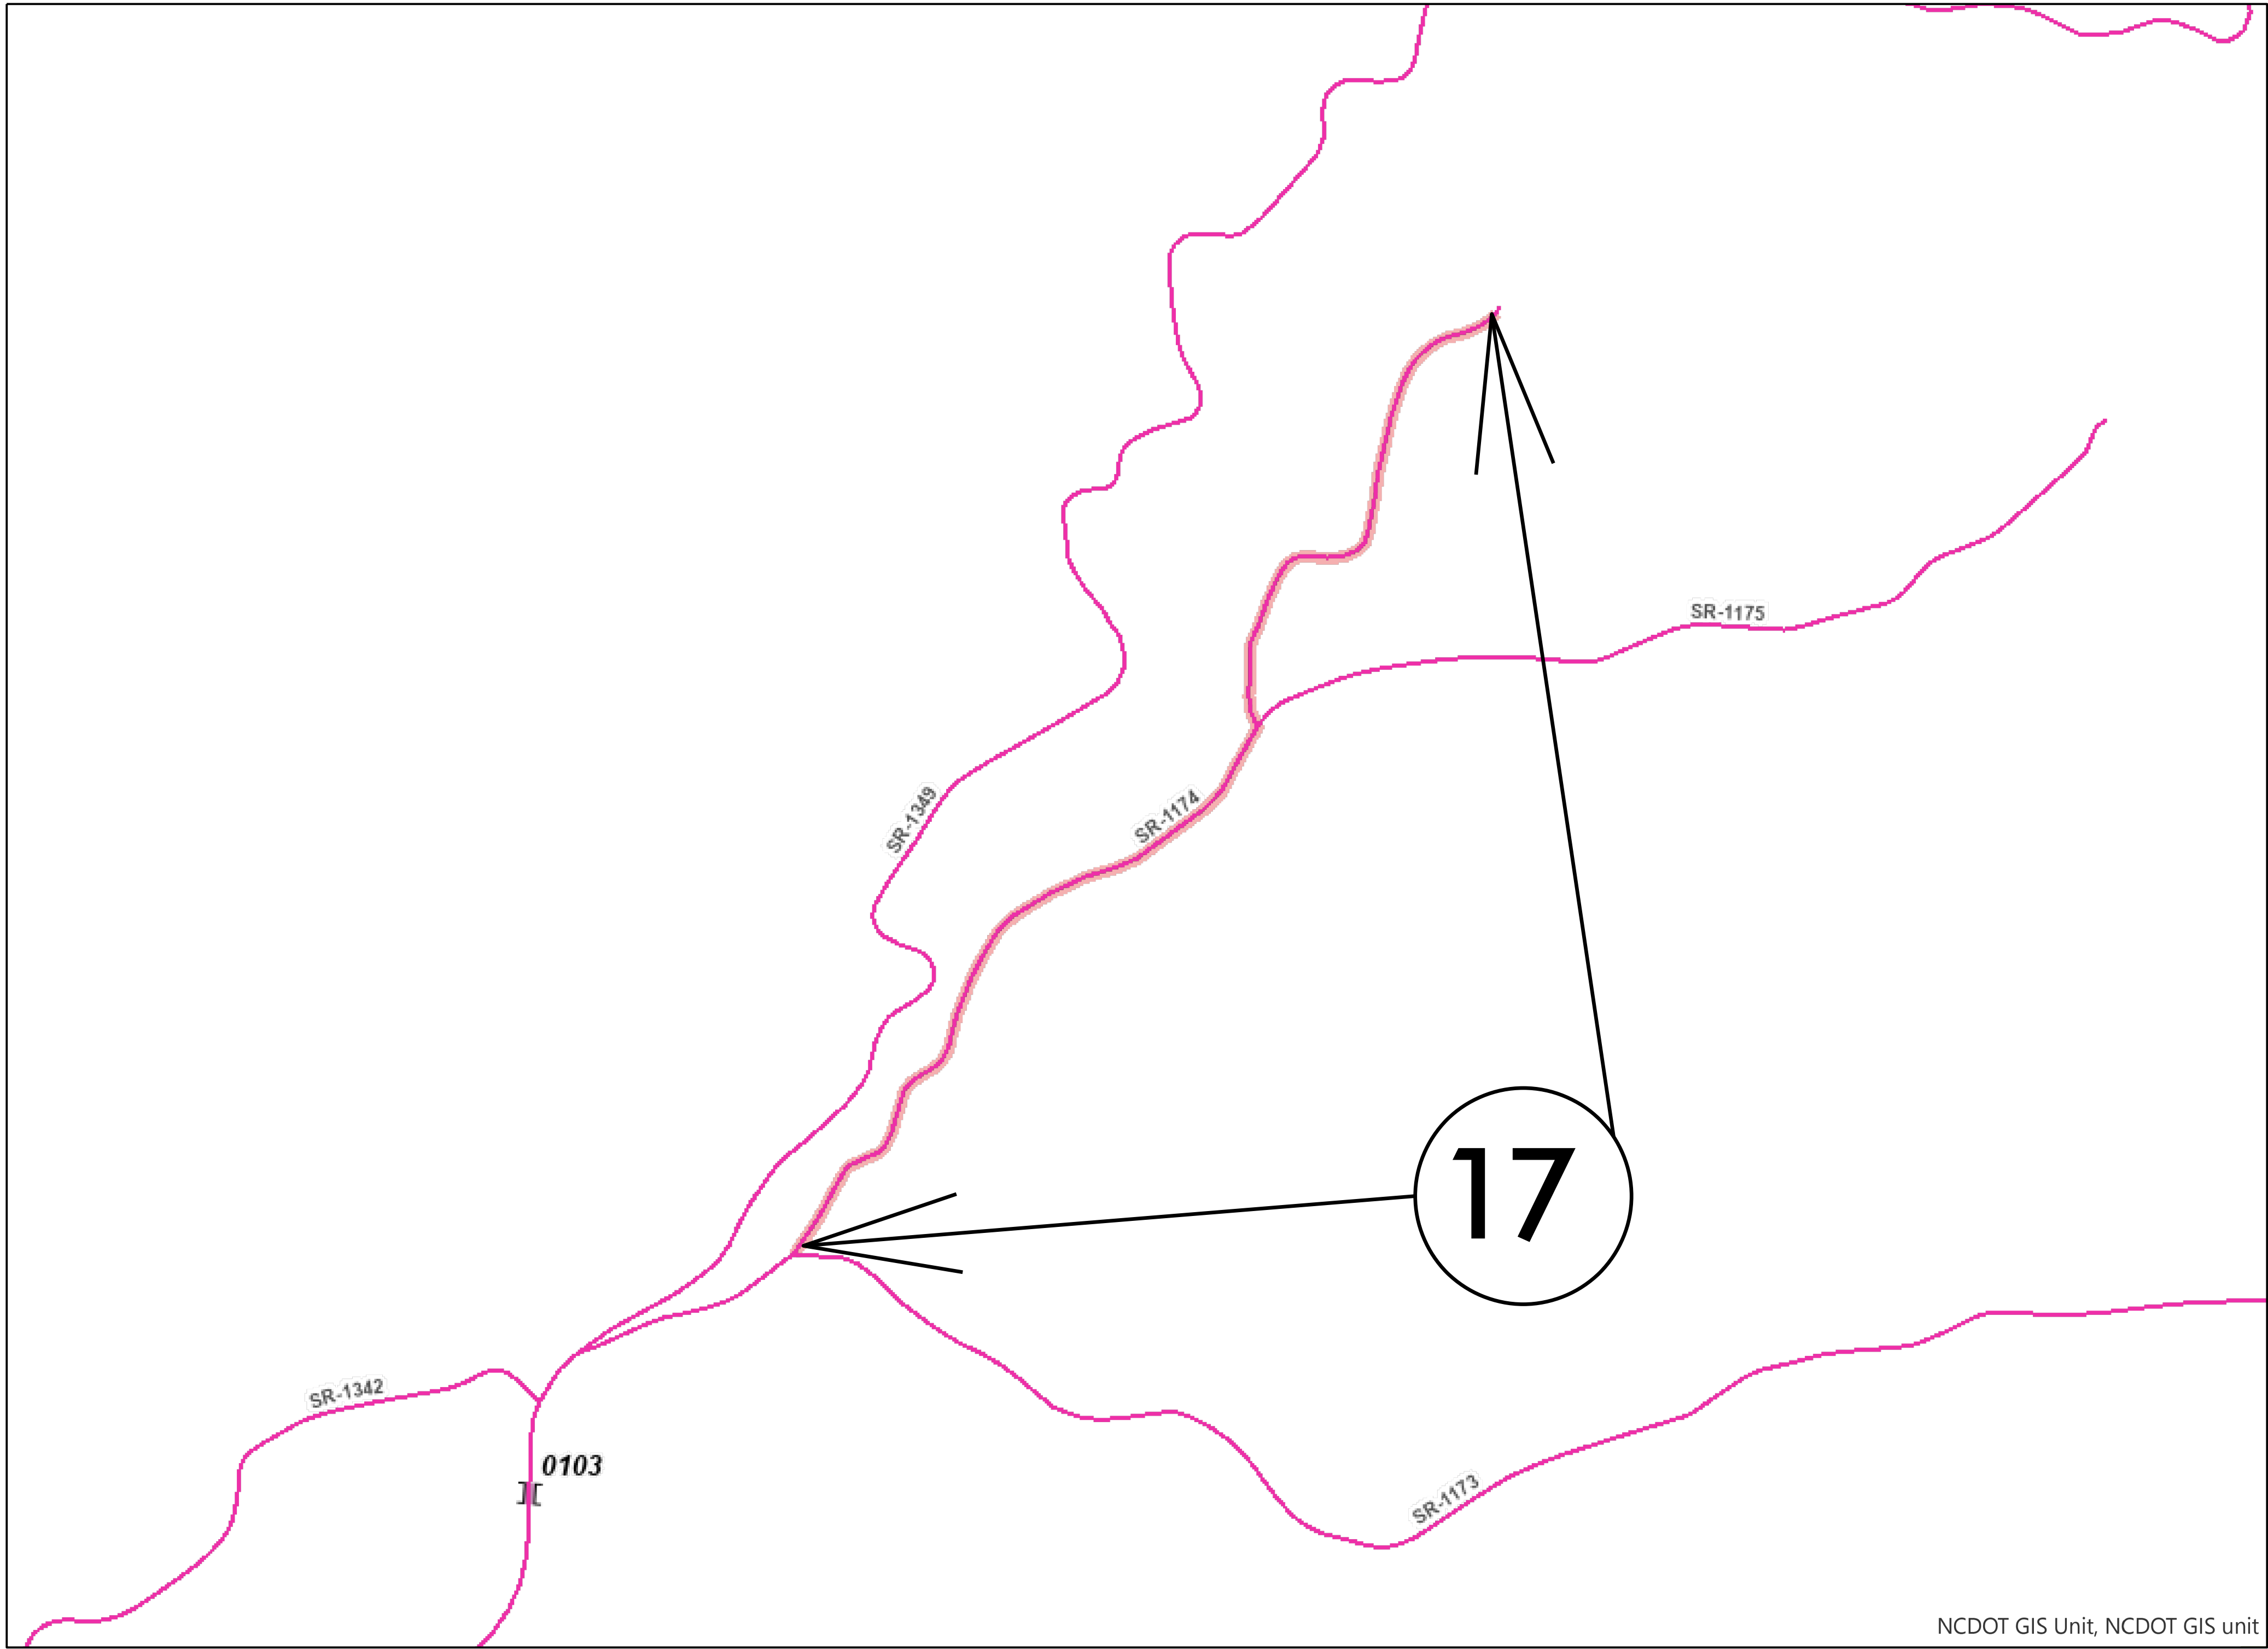 SR-1175
SR-1349
SR-1174
17
SR-1342
0103
SR-1173
NCDOT GIS Unit, NCDOT GIS unit